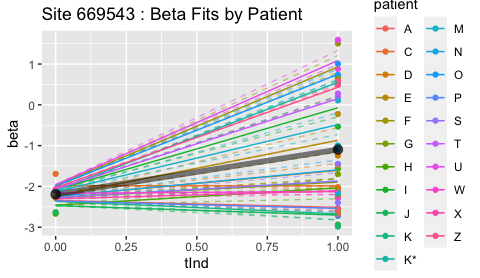 Site 669543 : Beta Fits by Patient
beta
1
0
-1
-2
-3
0.00
0.25
0.50
0.75
1.00
tInd
patient
A
C
D
E
F
G
H
I
J
K
K*
M
N
O
P
S
T
U
W
X
Z